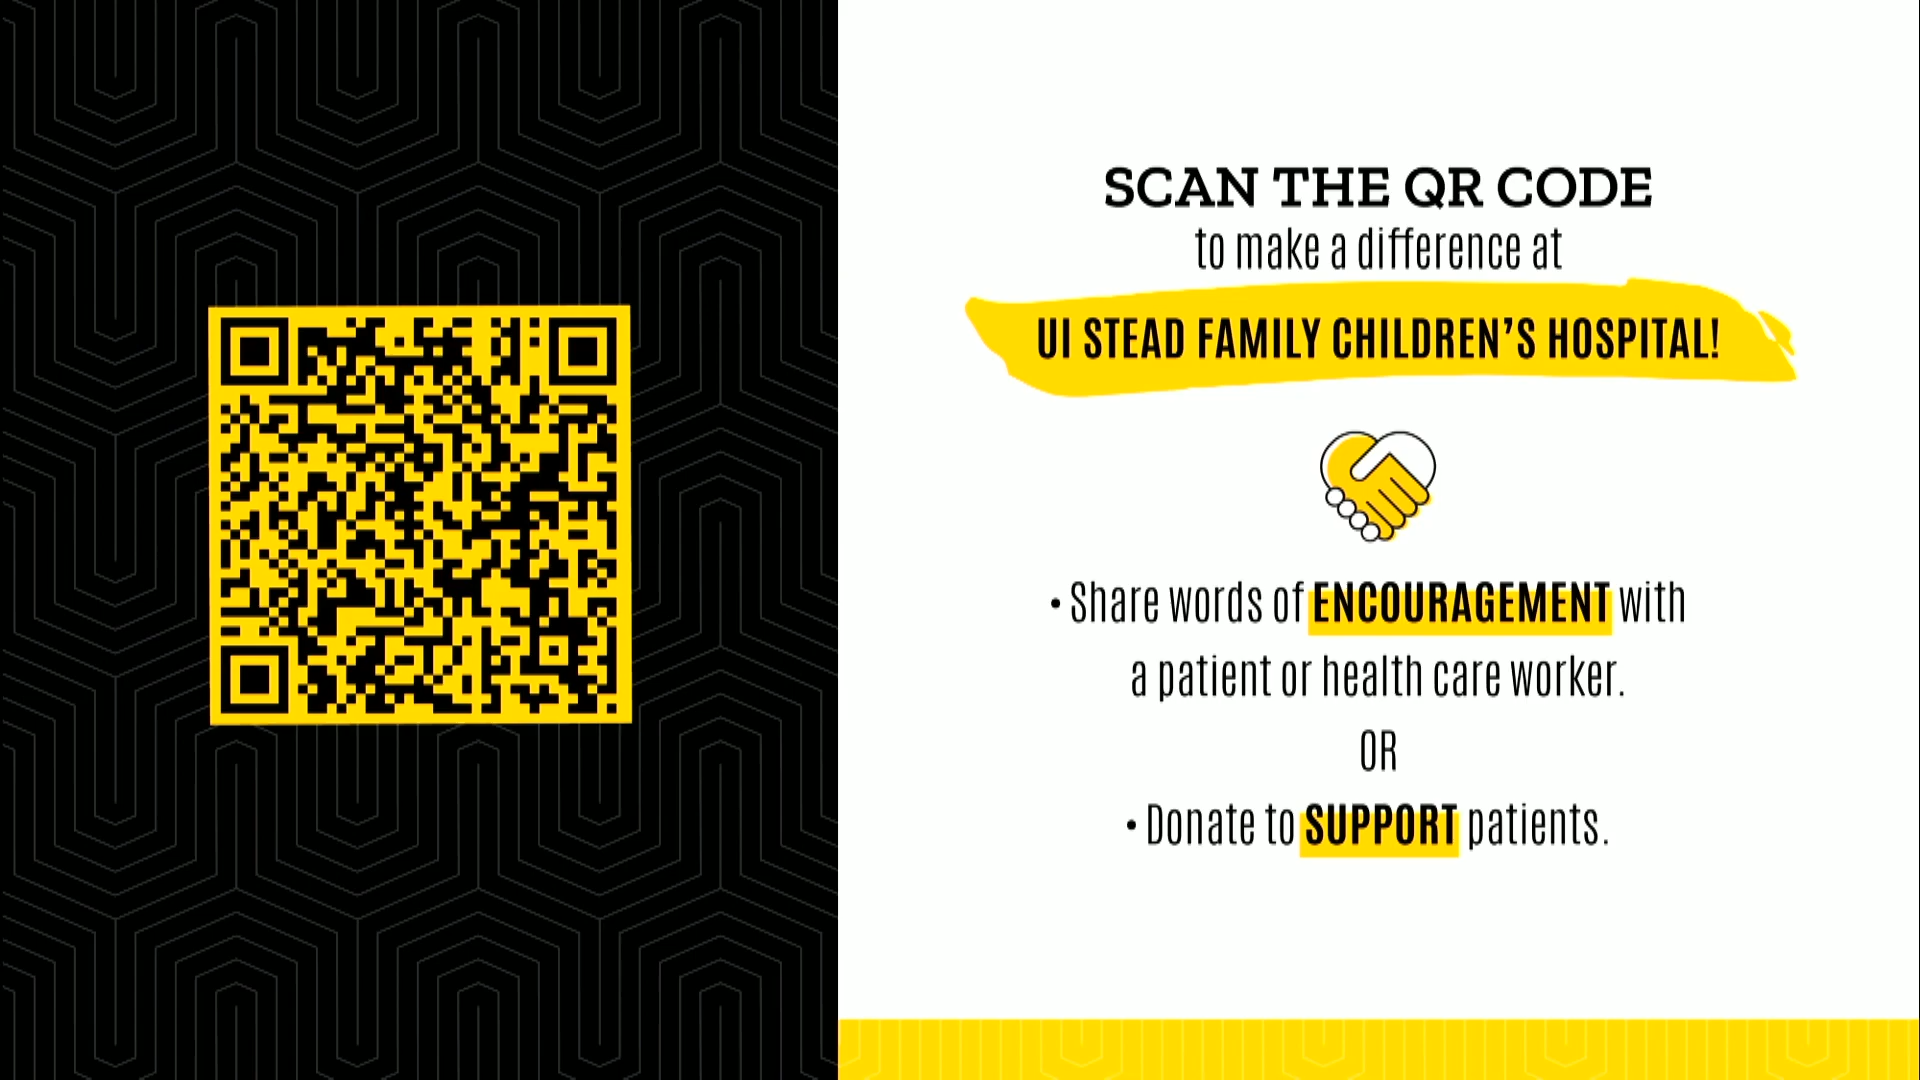 SCAN THE QR CODE
to make a difference at
UI STEAD FAMILY CHILDREN’S HOSPITAL!
• Share words of ENCOURAGEMENT with
a patient or health care worker.
OR
• Donate to SUPPORT patients.